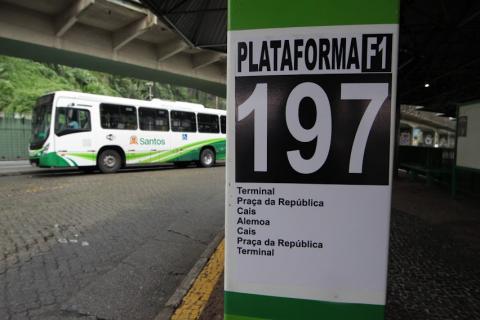 PLATAFORMA F1
197
Terminal
Praça da República
Cais
Alemoa
Cais
Praça da República
Terminal
Santos